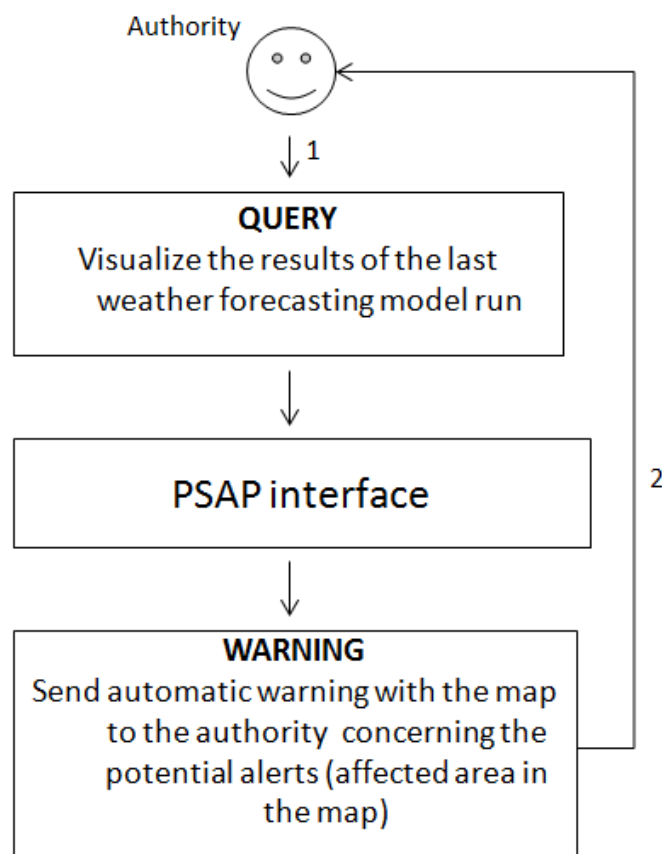 Authority
1
QUERY
Visualize the results of the last
weather forecasting model run
PSAP interface
2
WARNING
Send automatic warning with the map
to the authority concerning the
potential alerts (affected area in
the map)